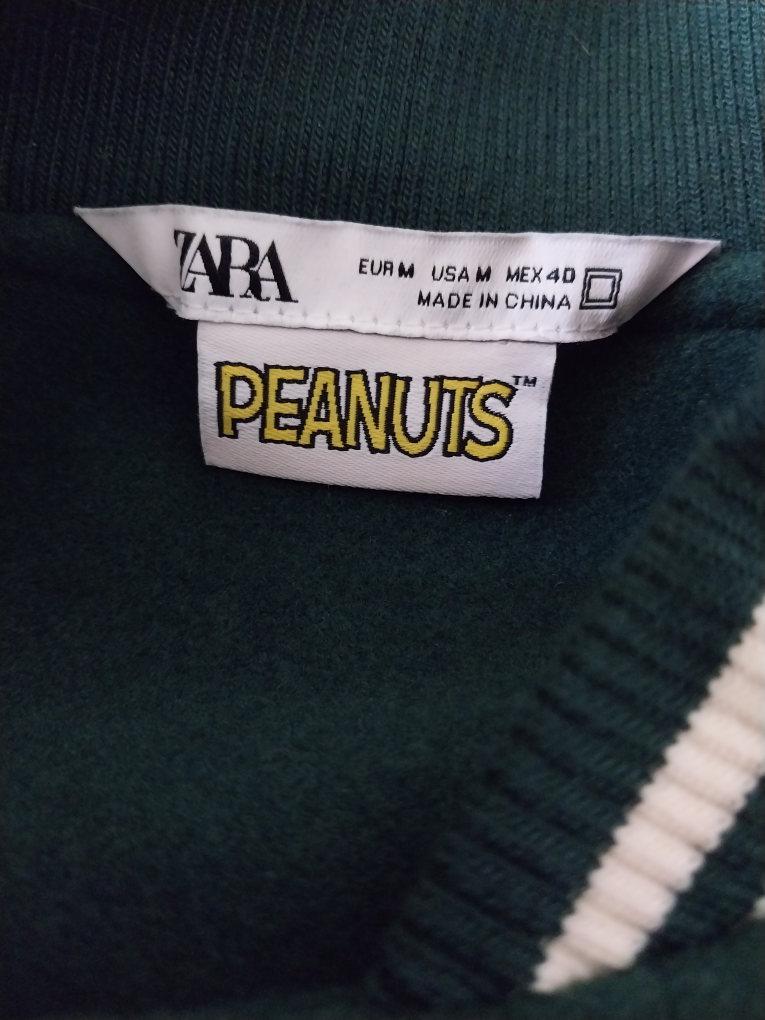 ZARA
EUR M USA M MEX 40
MADE IN CHINA
PEANUTS™